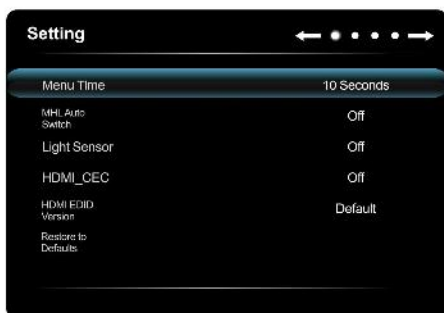 Setting
Menu Time 10 Seconds
MHL Auto
Switch Off
Light Sensor Off
HDMI_CEC Off
HDMI EDID
Version Default
Restore to
Defaults